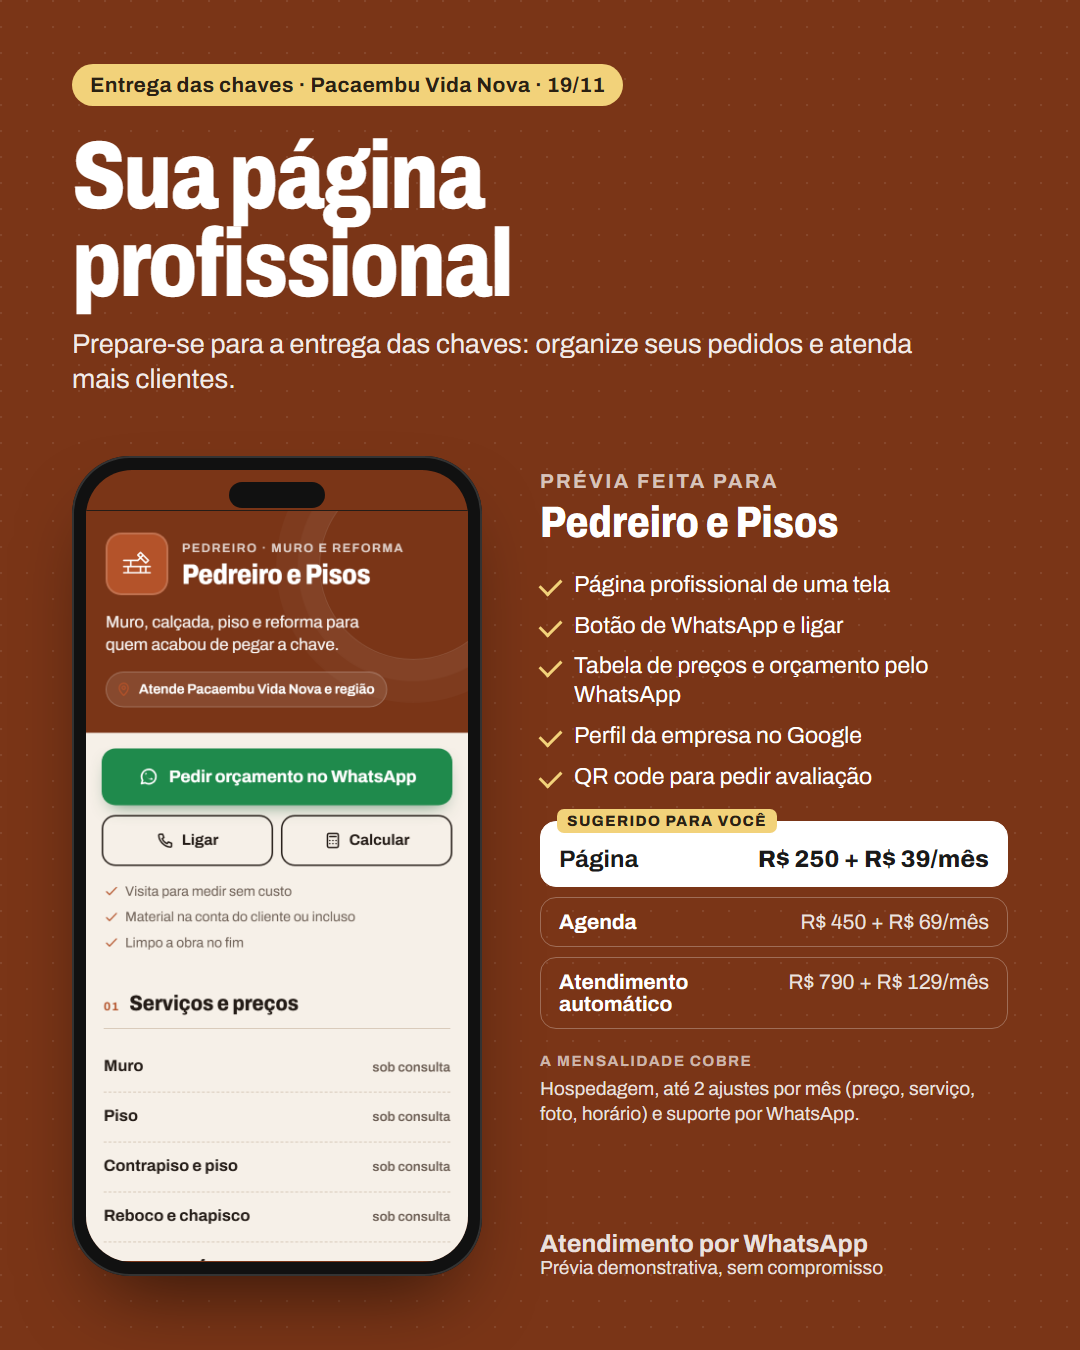 Entrega das chaves · Pacaembu Vida Nova · 19/11
Sua página
profissional
Prepare-se para a entrega das chaves: organize seus pedidos e atenda
mais clientes.
PEDREIRO · MURO E REFORMA
Pedreiro e Pisos
Muro, calçada, piso e reforma para
quem acabou de pegar a chave.
Atende Pacaembu Vida Nova e região
Pedir orçamento no WhatsApp
Ligar
Calcular
Visita para medir sem custo
Material na conta do cliente ou incluso
Limpo a obra no fim
01 Serviços e preços
Muro sob consulta
Piso sob consulta
Contrapiso e piso sob consulta
Reboco e chapisco sob consulta
PRÉVIA FEITA PARA
Pedreiro e Pisos
Página profissional de uma tela
Botão de WhatsApp e ligar
Tabela de preços e orçamento pelo
WhatsApp
Perfil da empresa no Google
QR code para pedir avaliação
SUGERIDO PARA VOCÊ
Página R$ 250 + R$ 39/mês
Agenda R$ 450 + R$ 69/mês
Atendimento R$ 790 + R$ 129/mês
automático
A MENSALIDADE COBRE
Hospedagem, até 2 ajustes por mês (preço, serviço,
foto, horário) e suporte por WhatsApp.
Atendimento por WhatsApp
Prévia demonstrativa, sem compromisso